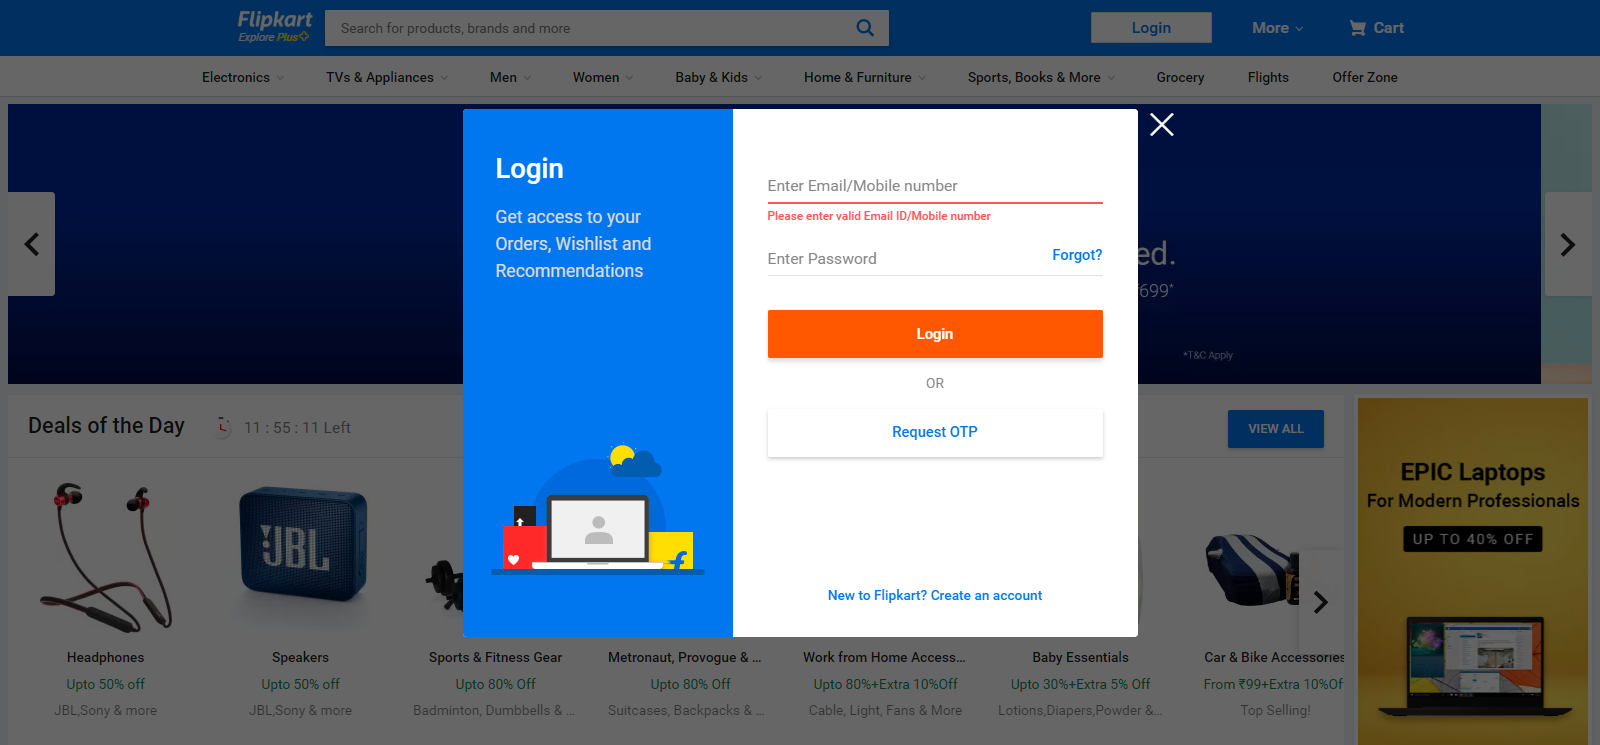 Flipkart
Explore Plus
Search for products, brands and more
Login
More
Cart
Electronics
TVs & Appliances
Men
Women
Baby & Kids
Home & Furniture
Sports, Books & More
Grocery
Flights
Offer Zone
Login
Get access to your
Orders, Wishlist and
Recommendations
Enter Email/Mobile number
Please enter valid Email ID/Mobile number
Enter Password
Forgot?
Login
OR
Request OTP
New to Flipkart? Create an account
ed.
699*
*T&C Apply
Deals of the Day
11 : 55 : 11 Left
VIEW ALL
JBL
Headphones
Upto 50% off
JBL,Sony & more
Speakers
Upto 50% off
JBL,Sony & more
Sports & Fitness Gear
Upto 80% Off
Badminton, Dumbbells & ...
Metronaut, Provogue & ...
Upto 80% Off
Suitcases, Backpacks & ...
Work from Home Access...
Upto 80%+Extra 10%Off
Cable, Light, Fans & More
Baby Essentials
Upto 30%+Extra 5% Off
Lotions,Diapers,Powder &...
Car & Bike Accessories
From ₹99+Extra 10%Of
Top Selling!
EPIC Laptops
For Modern Professionals
UP TO 40% OFF